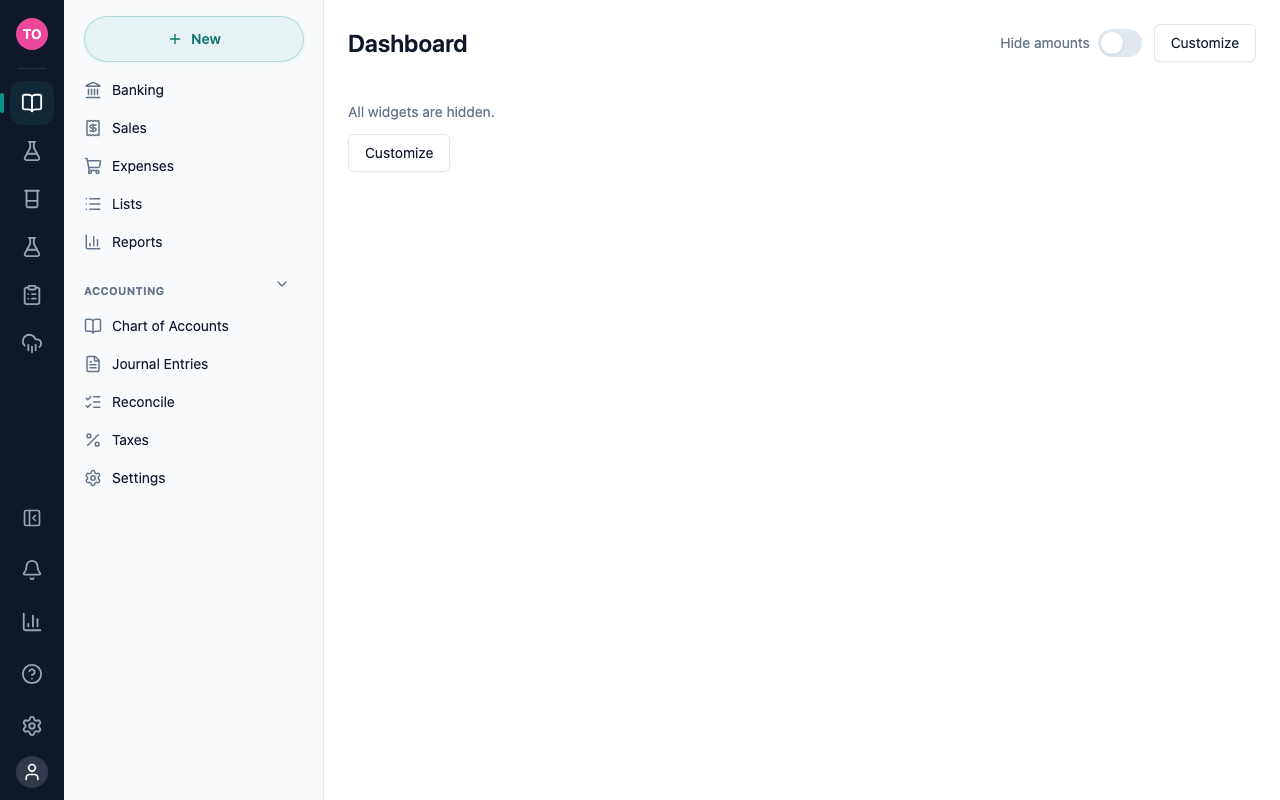 TO
New
Banking
Sales
Expenses
Lists
Reports
ACCOUNTING
Chart of Accounts
Journal Entries
Reconcile
Taxes
Settings
Dashboard
Hide amounts
Customize
All widgets are hidden.
Customize